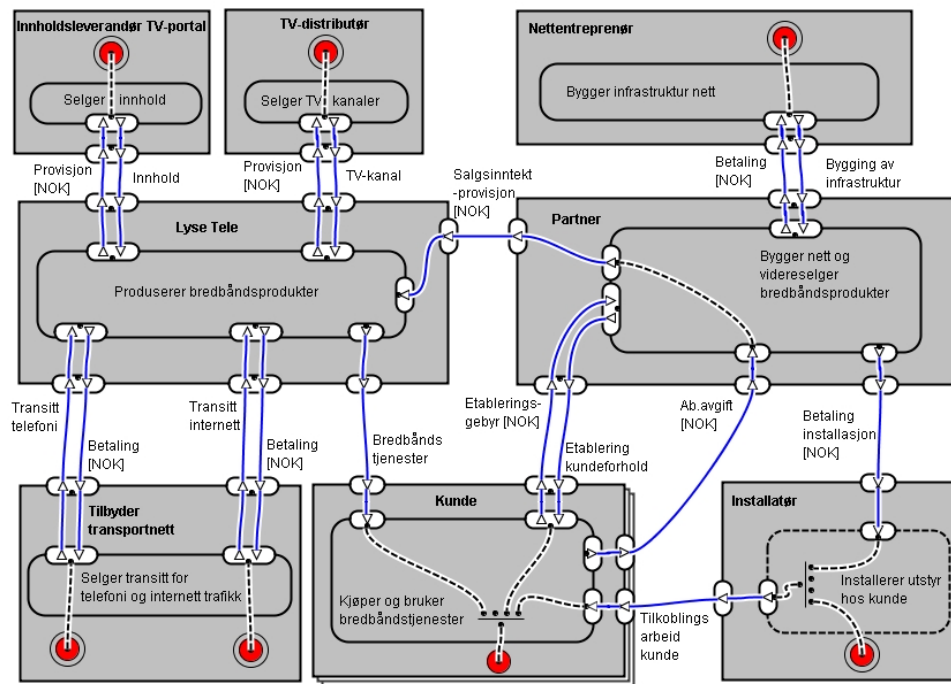 Innholdsleverandør TV-portal
Selger innhold
TV-distributør
Selger TV kanaler
Nettentreprenør
Bygger infrastruktur nett
Provisjon
[NOK]
Innhold
Provisjon
[NOK]
TV-kanal
Salgsinntekt
-provisjon
[NOK]
Betaling
[NOK]
Bygging av
infrastruktur
Lyse Tele
Produserer bredbåndsprodukter
Partner
Bygger nett og
videreselger
bredbåndsprodukter
Transitt
telefoni
Betaling
[NOK]
Transitt
internett
Betaling
[NOK]
Bredbånds
tjenester
Etablerings-
gebyr [NOK]
Etablering
kundeforhold
Ab.avgift
[NOK]
Betaling
installasjon
[NOK]
Tilbyder
transportnett
Selger transitt for
telefoni og internett trafikk
Kunde
Kjøper og bruker
bredbåndstjenester
Tilkoblings
arbeid
kunde
Installatør
Installerer utstyr
hos kunde